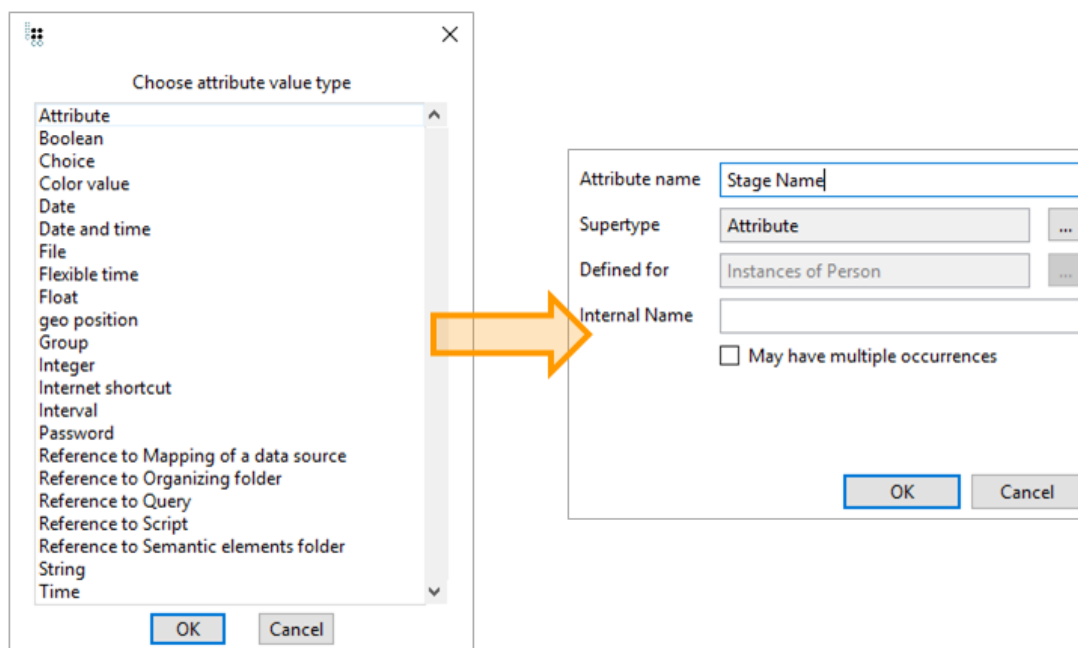 Choose attribute value type
Attribute
Boolean
Choice
Color value
Date
Date and time
File
Flexible time
Float
geo position
Group
Integer
Internet shortcut
Interval
Password
Reference to Mapping of a data source
Reference to Organizing folder
Reference to Query
Reference to Script
Reference to Semantic elements folder
String
Time
OK Cancel
Attribute name Stage Name
Supertype Attribute ...
Defined for Instances of Person ...
Internal Name
May have multiple occurrences
OK Cancel